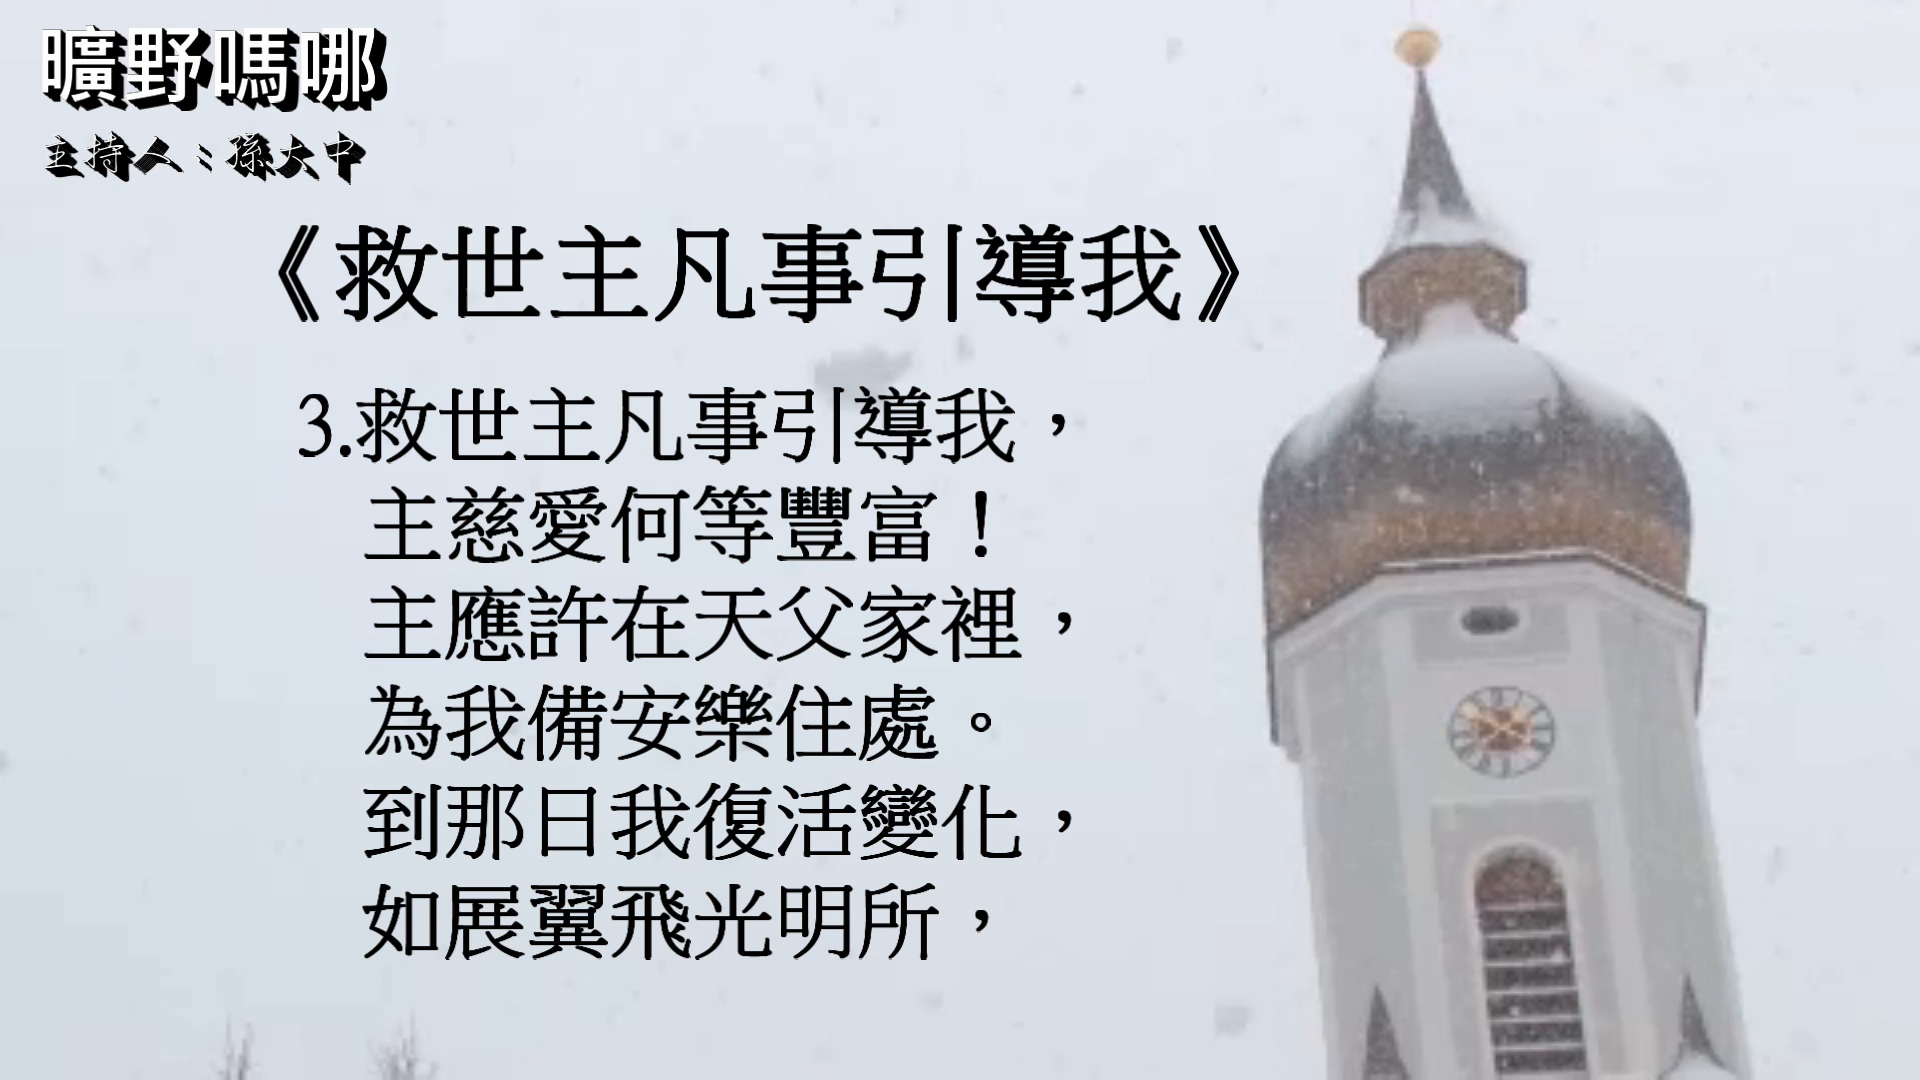 曠野嗎哪
主持人：孫大中
《救世主凡事引導我》
3.救世主凡事引導我，
主慈愛何等豐富！
主應許在天父家裡，
為我備安樂住處。
到那日我復活變化，
如展翼飛光明所，